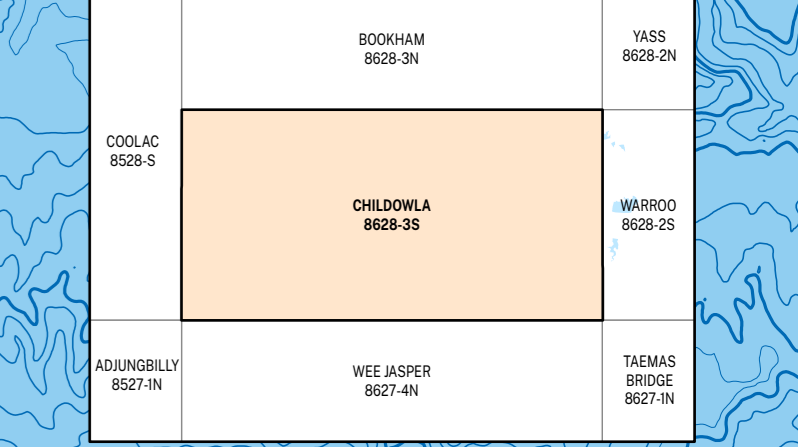 BOOKHAM
8628-3N
YASS
8628-2N
COOLAC
8528-S
CHILDOWLA
8628-3S
WARROO
8628-2S
ADJUNGBILLY
8527-1N
WEE JASPER
8627-4N
TAEMAS
BRIDGE
8627-1N